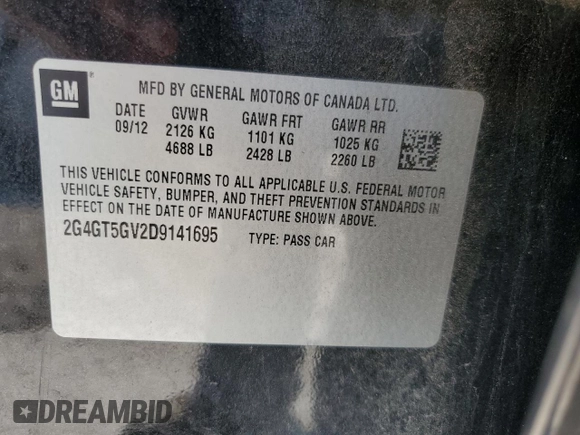 GM
MFD BY GENERAL MOTORS OF CANADA LTD.
DATE GVWR GAWR FRT GAWR RR
09/12 2126 KG 1101 KG 1025 KG
4688 LB 2428 LB 2260 LB
THIS VEHICLE CONFORMS TO ALL APPLICABLE U.S. FEDERAL MOTOR
VEHICLE SAFETY, BUMPER, AND THEFT PREVENTION STANDARDS IN
EFFECT ON THE DATE OF MANUFACTURE SHOWN ABOVE.
2G4GT5GV2D9141695 TYPE: PASS CAR
DREAMBID